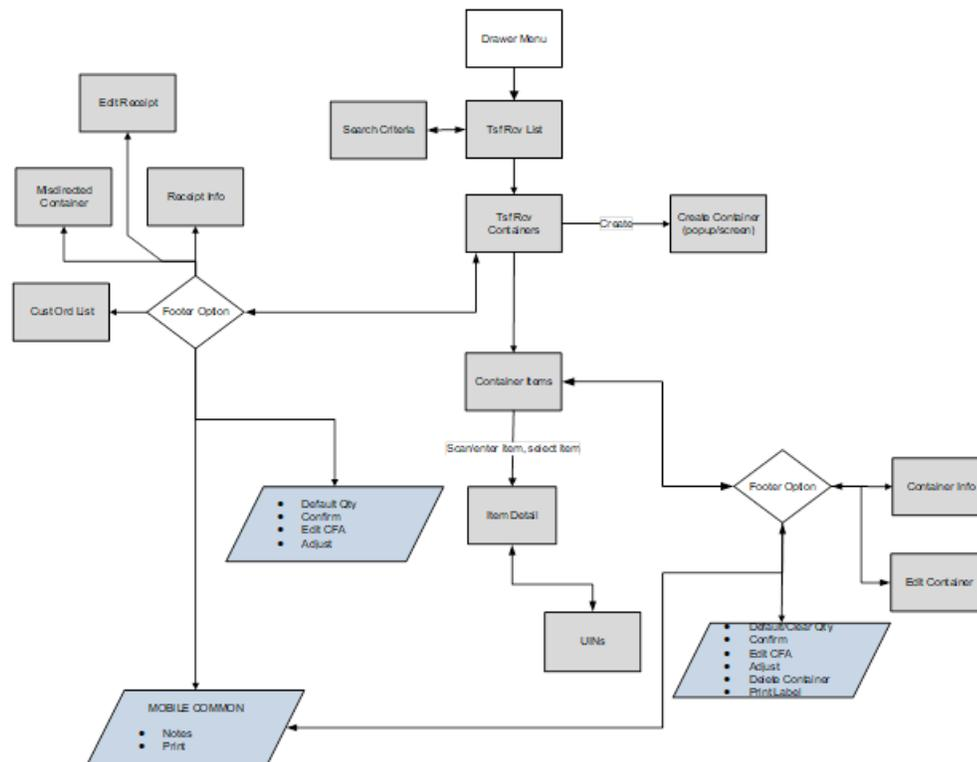 Drawer Menu
Edit Receipt
Search Criteria
Tsf Rcv List
Misdirected
Container
Receipt Info
Tsf Rcv
Containers
Create
Create Container
(popup/screen)
Cust Ord List
Footer Option
Container Items
Scan/enter Item, select Item
Footer Option
Container Info
Default Qty
Confirm
Edit CFA
Adjust
Item Detail
Edit Container
UINs
Default/Clear Qty
Confirm
Edit CFA
Adjust
Delete Container
Print Label
MOBILE COMMON
Notes
Print